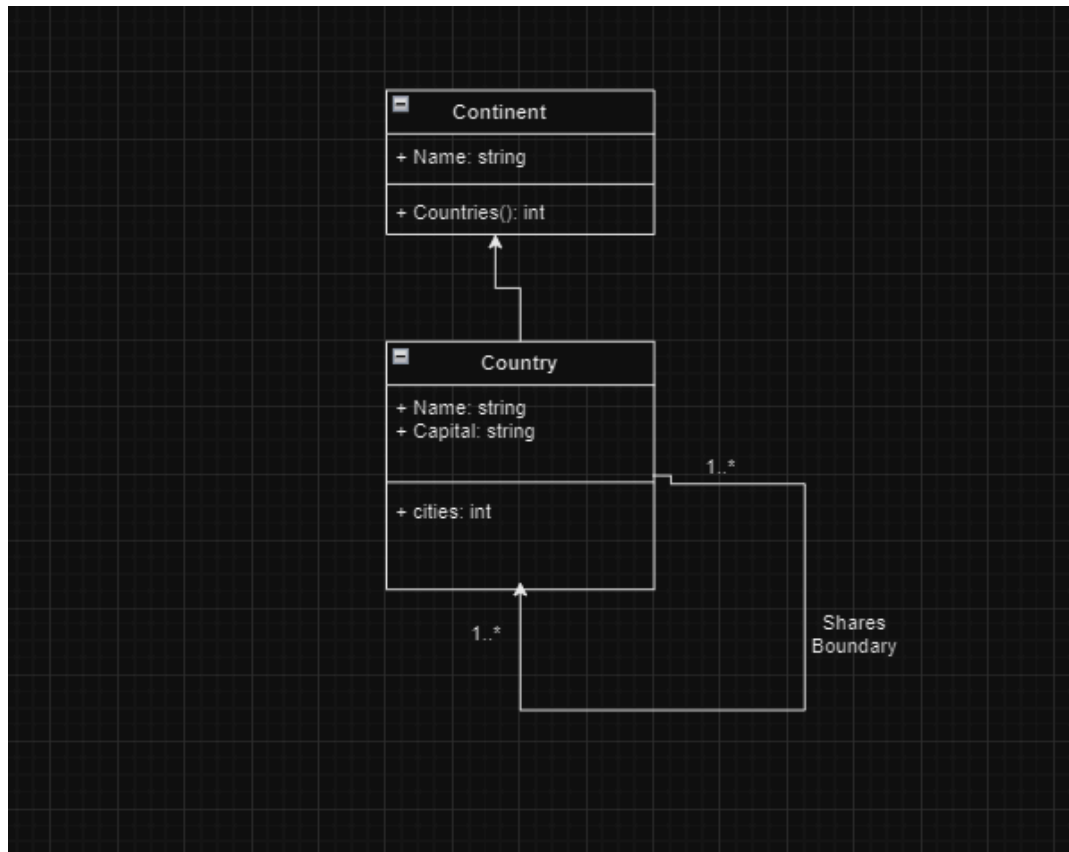 Continent
+ Name: string
+ Countries(): int
Country
+ Name: string
+ Capital: string
1..*
+ cities: int
1..*
Shares
Boundary